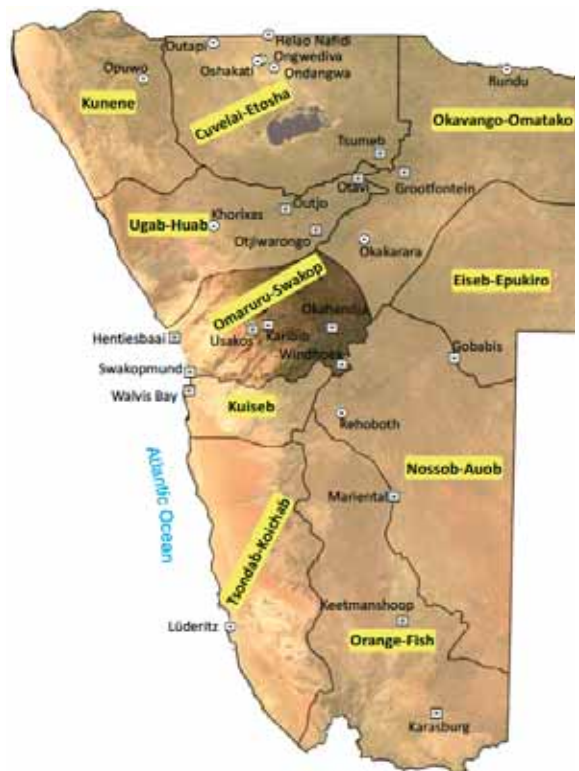 Helao Nafidi
Outapi
Ongwediva
Oshakati
Ondangwa
Opuwo
Rundu
Kunene
Cuvelai-Etosha
Okavango-Omatako
Tsumeb
Otavi
Grootfontein
Khorixas
Outjo
Ugab-Huab
Otjiwarongo
Okakarara
Eiseb-Epukiro
Omaruru-Swakop
Okahandja
Hentiesbaai
Usakos
Karibib
Gobabis
Windhoek
Swakopmund
Walvis Bay
Kuiseb
Rehoboth
Nossob-Auob
Atlantic Ocean
Mariental
Tsondab-Koichab
Keetmanshoop
Lüderitz
Orange-Fish
Karasburg